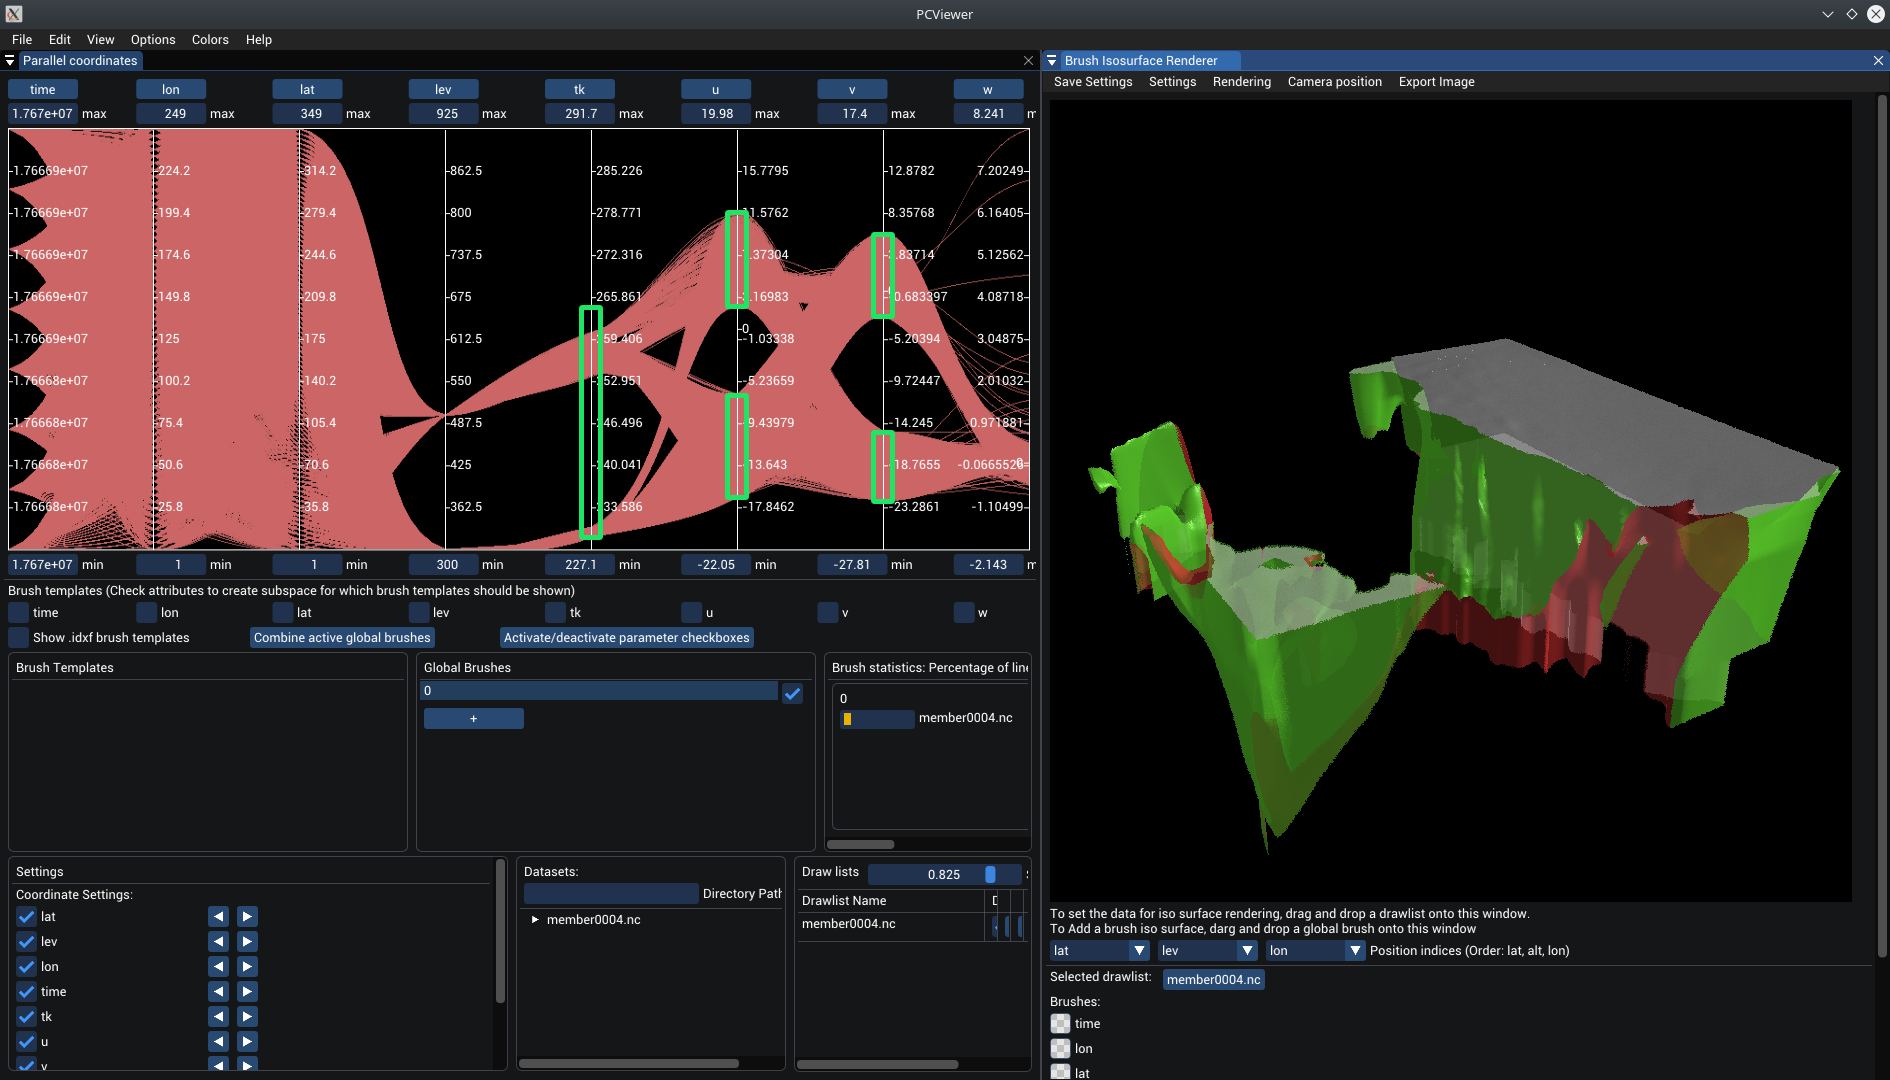 PCViewer
File Edit View Options Colors Help
Parallel coordinates
time lon lat lev tk u v w
1.767e+07 max 249 max 349 max 925 max 291.7 max 19.98 max 17.4 max 8.241 m
-1.76669e+07 -224.2 -314.2 -862.5 -285.226 -15.7795 -12.8782 7.20249-
-1.76669e+07 -199.4 -279.4 -800 -278.771 11.5762 -8.35768 6.16405-
-1.76669e+07 -174.6 -244.6 -737.5 -272.316 .37304 .83714 5.12562-
-1.76669e+07 -149.8 -209.8 -675 -265.861 .16983 0.683397 4.08718-
-0
-1.76669e+07 -125 -175 -612.5 59.406 --1.03338 --5.20394 3.04875-
-1.76668e+07 -100.2 -140.2 -550 52.951 --5.23659 --9.72447 2.01032-
-1.76668e+07 -75.4 -105.4 -487.5 46.496 9.43979 --14.245 0.971881-
-1.76668e+07 -50.6 -70.6 -425 40.041 13.643 18.7655 -0.0665526-
-1.76668e+07 -25.8 -35.8 -362.5 33.586 --17.8462 --23.2861 -1.10499-
1.767e+07 min 1 min 1 min 300 min 227.1 min -22.05 min -27.81 min -2.143 m
Brush templates (Check attributes to create subspace for which brush templates should be shown)
time lon lat lev tk u v w
Show .idxf brush templates Combine active global brushes Activate/deactivate parameter checkboxes
Brush Templates
Global Brushes
0
+
Brush statistics: Percentage of line
0
member0004.nc
Settings
Coordinate Settings:
lat
lev
lon
time
tk
u
v
Datasets:
Directory Path
member0004.nc
Draw lists 0.825
Drawlist Name
member0004.nc
Brush Isosurface Renderer
Save Settings Settings Rendering Camera position Export Image
To set the data for iso surface rendering, drag and drop a drawlist onto this window.
To Add a brush iso surface, darg and drop a global brush onto this window
lat lev lon Position indices (Order: lat, alt, lon)
Selected drawlist: member0004.nc
Brushes:
time
lon
lat